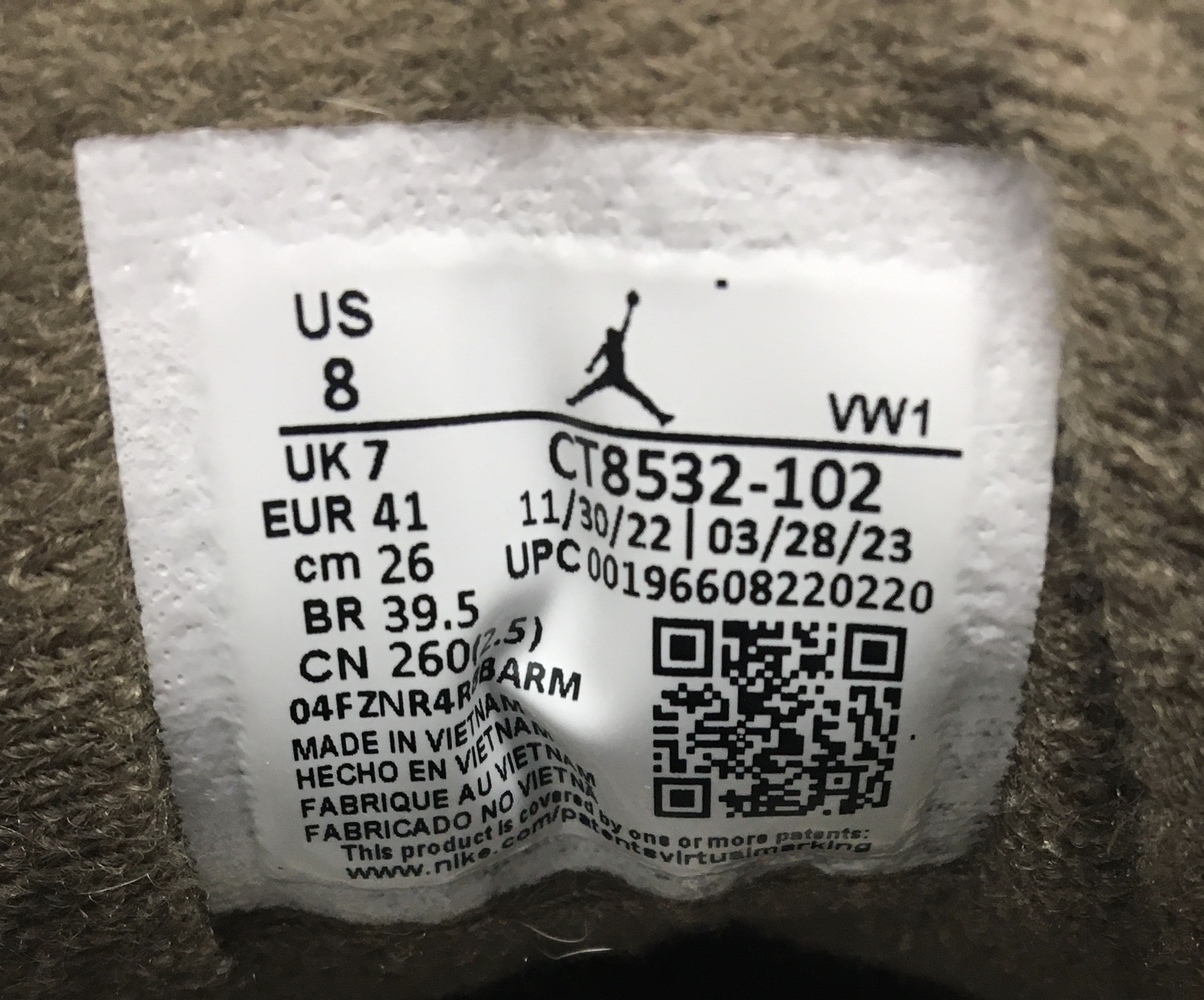 US
8
VW1
UK 7
CT8532-102
EUR 41
11/30/22 | 03/28/23
cm 26
UPC 00196608220220
BR 39.5
CN 260(2.5)
MADE IN VIETNAM
HECHO EN VIETNAM
FABRIQUE AU VIETNAM
FABRICADO NO VIETNA
This product is covered by one or more patents:
www.nike.com/patentsvirtualmarking